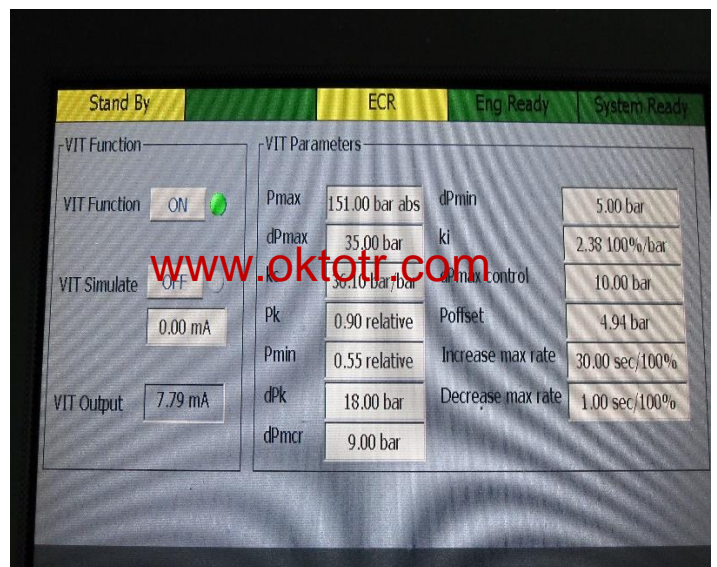 Stand By ECR Eng Ready System Ready
VIT Function
VIT Function ON
VIT Simulate OFF
0.00 mA
VIT Output 7.79 mA
VIT Parameters
Pmax 151.00 bar abs dPmin 5.00 bar
dPmax 35.00 bar ki 2.38 100%/bar
bar/bar dPmax control 10.00 bar
Pk 0.90 relative Poffset 4.94 bar
Pmin 0.55 relative Increase max rate 30.00 sec/100%
dPk 18.00 bar Decrease max rate 1.00 sec/100%
dPmcr 9.00 bar
www.oktotr.com